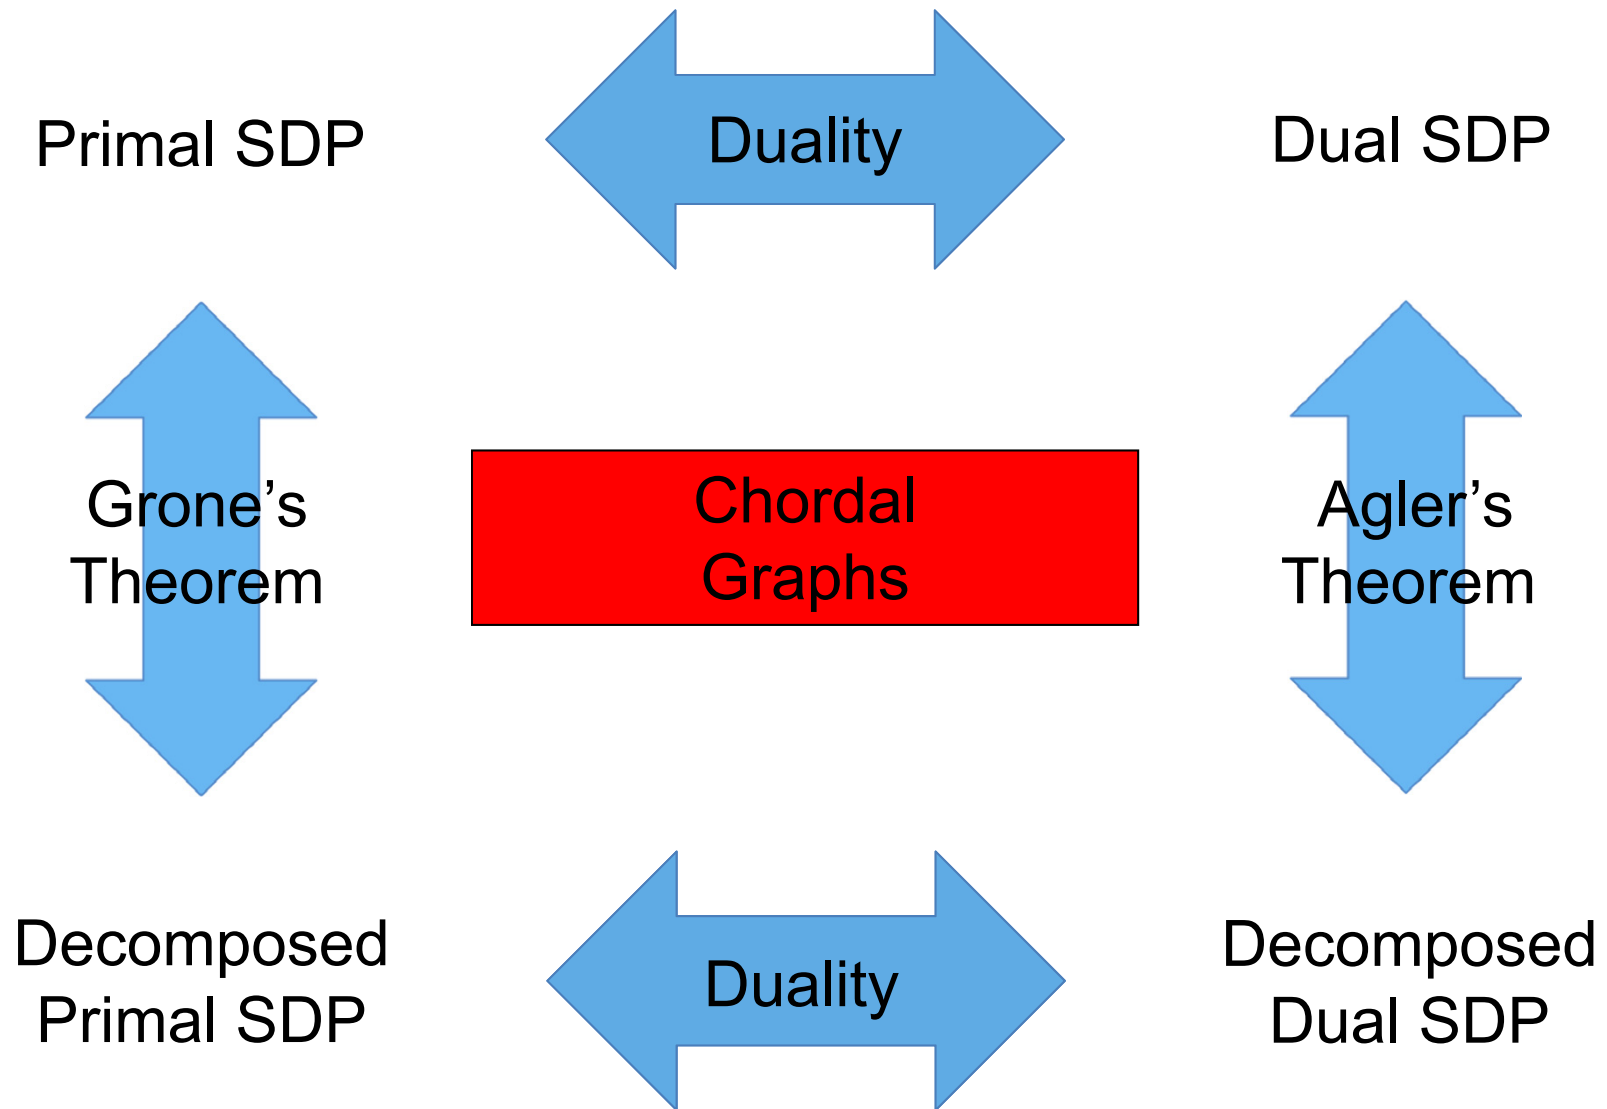 Primal SDP
Duality
Dual SDP
Grone’s
Theorem
Chordal
Graphs
Agler’s
Theorem
Decomposed
Primal SDP
Duality
Decomposed
Dual SDP